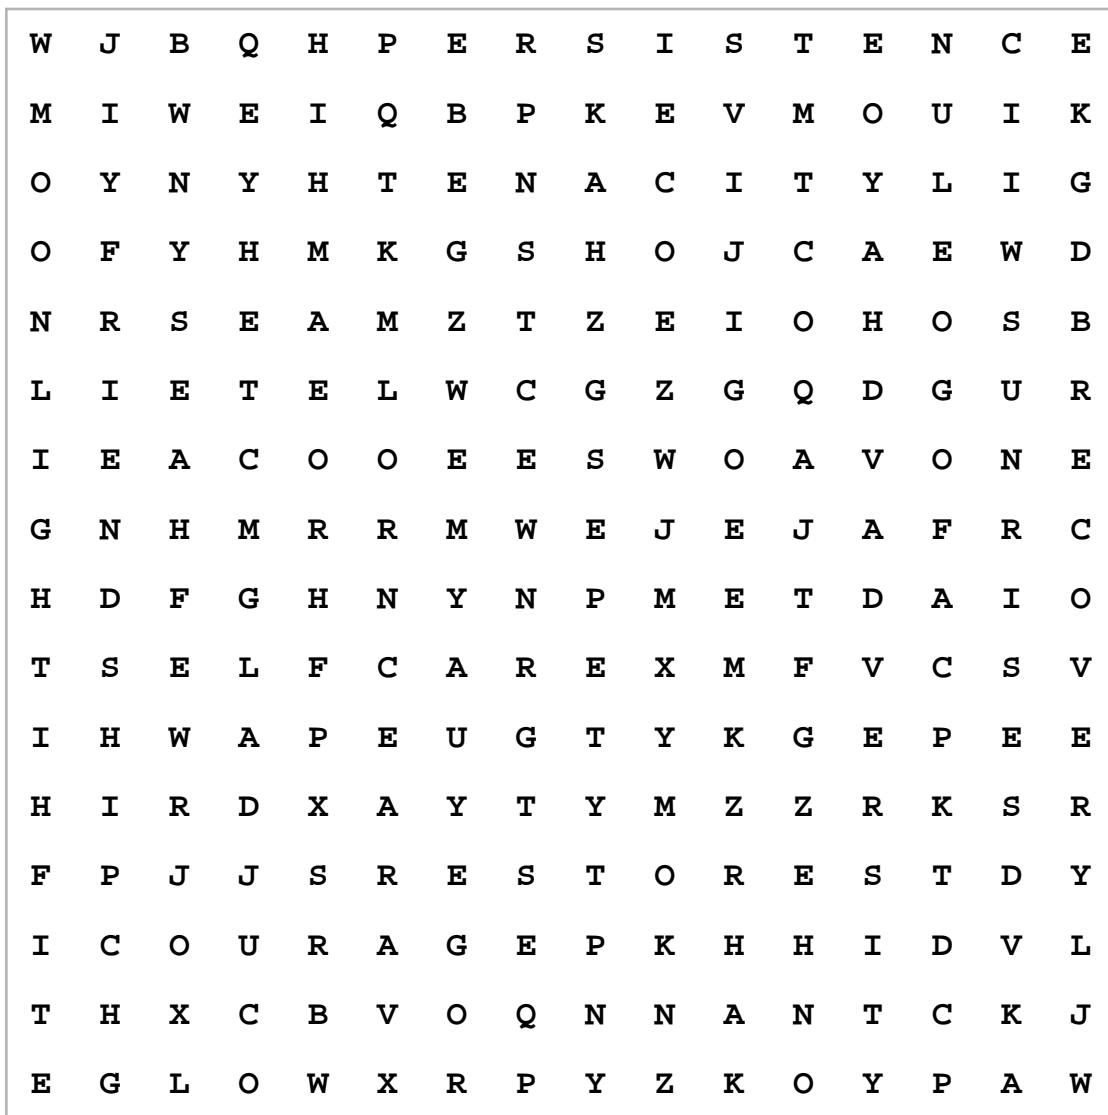 W J B Q H P E R S I S T E N C E
M I W E I Q B P K E V M O U I K
O Y N Y H T E N A C I T Y L I G
O F Y H M K G S H O J C A E W D
N R S E A M Z T Z E I O H O S B
L I E T E L W C G Z G Q D G U R
I E A C O O E E S W O A V O N E
G N H M R R M W E J E J A F R C
H D F G H N Y N P M E T D A I O
T S E L F C A R E X M F V C S V
I H W A P E U G T Y K G E P E E
H I R D X A Y T Y M Z Z R K S R
F P J J S R E S T O R E S T D Y
I C O U R A G E P K H H I D V L
T H X C B V O Q N N A N T C K J
E G L O W X R P Y Z K O Y P A W